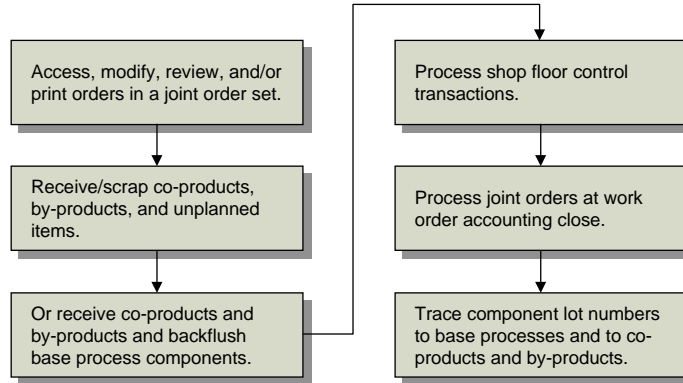 Access, modify, review, and/or
print orders in a joint order set.
Receive/scrap co-products,
by-products, and unplanned
items.
Or receive co-products and
by-products and backflush
base process components.
Process shop floor control
transactions.
Process joint orders at work
order accounting close.
Trace component lot numbers
to base processes and to co-
products and by-products.